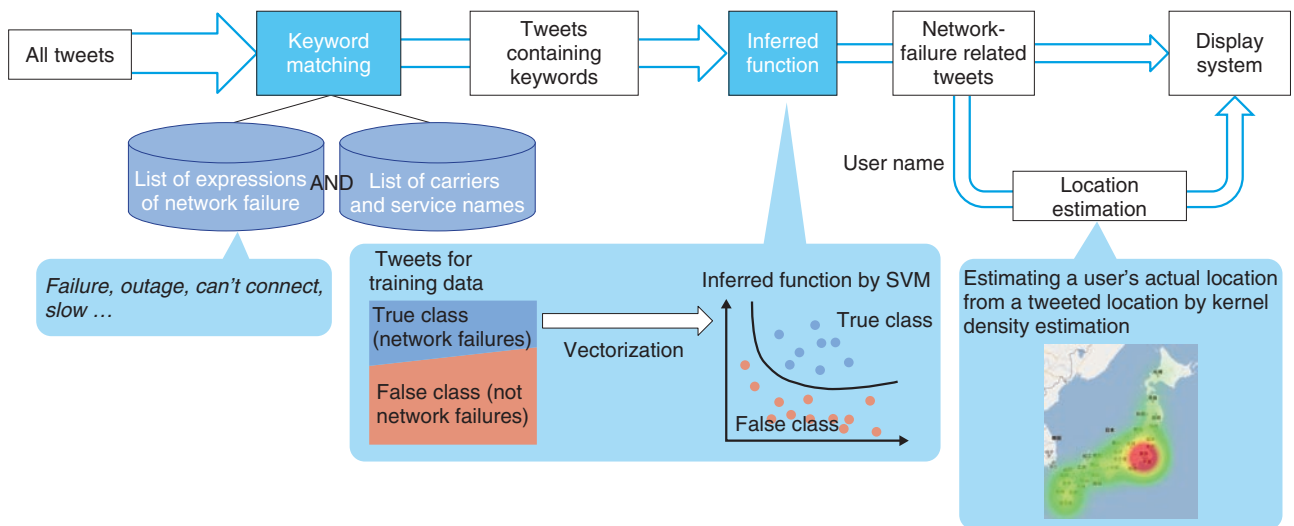 All tweets
Keyword
matching
Tweets
containing
keywords
Inferred
function
Network-
failure related
tweets
Display
system
List of expressions
of network failure
AND
List of carriers
and service names
User name
Location
estimation
Failure, outage, can't connect,
slow …
Tweets for
training data
True class
(network failures)
False class (not
network failures)
Vectorization
Inferred function by SVM
True class
False class
Estimating a user's actual location
from a tweeted location by kernel
density estimation